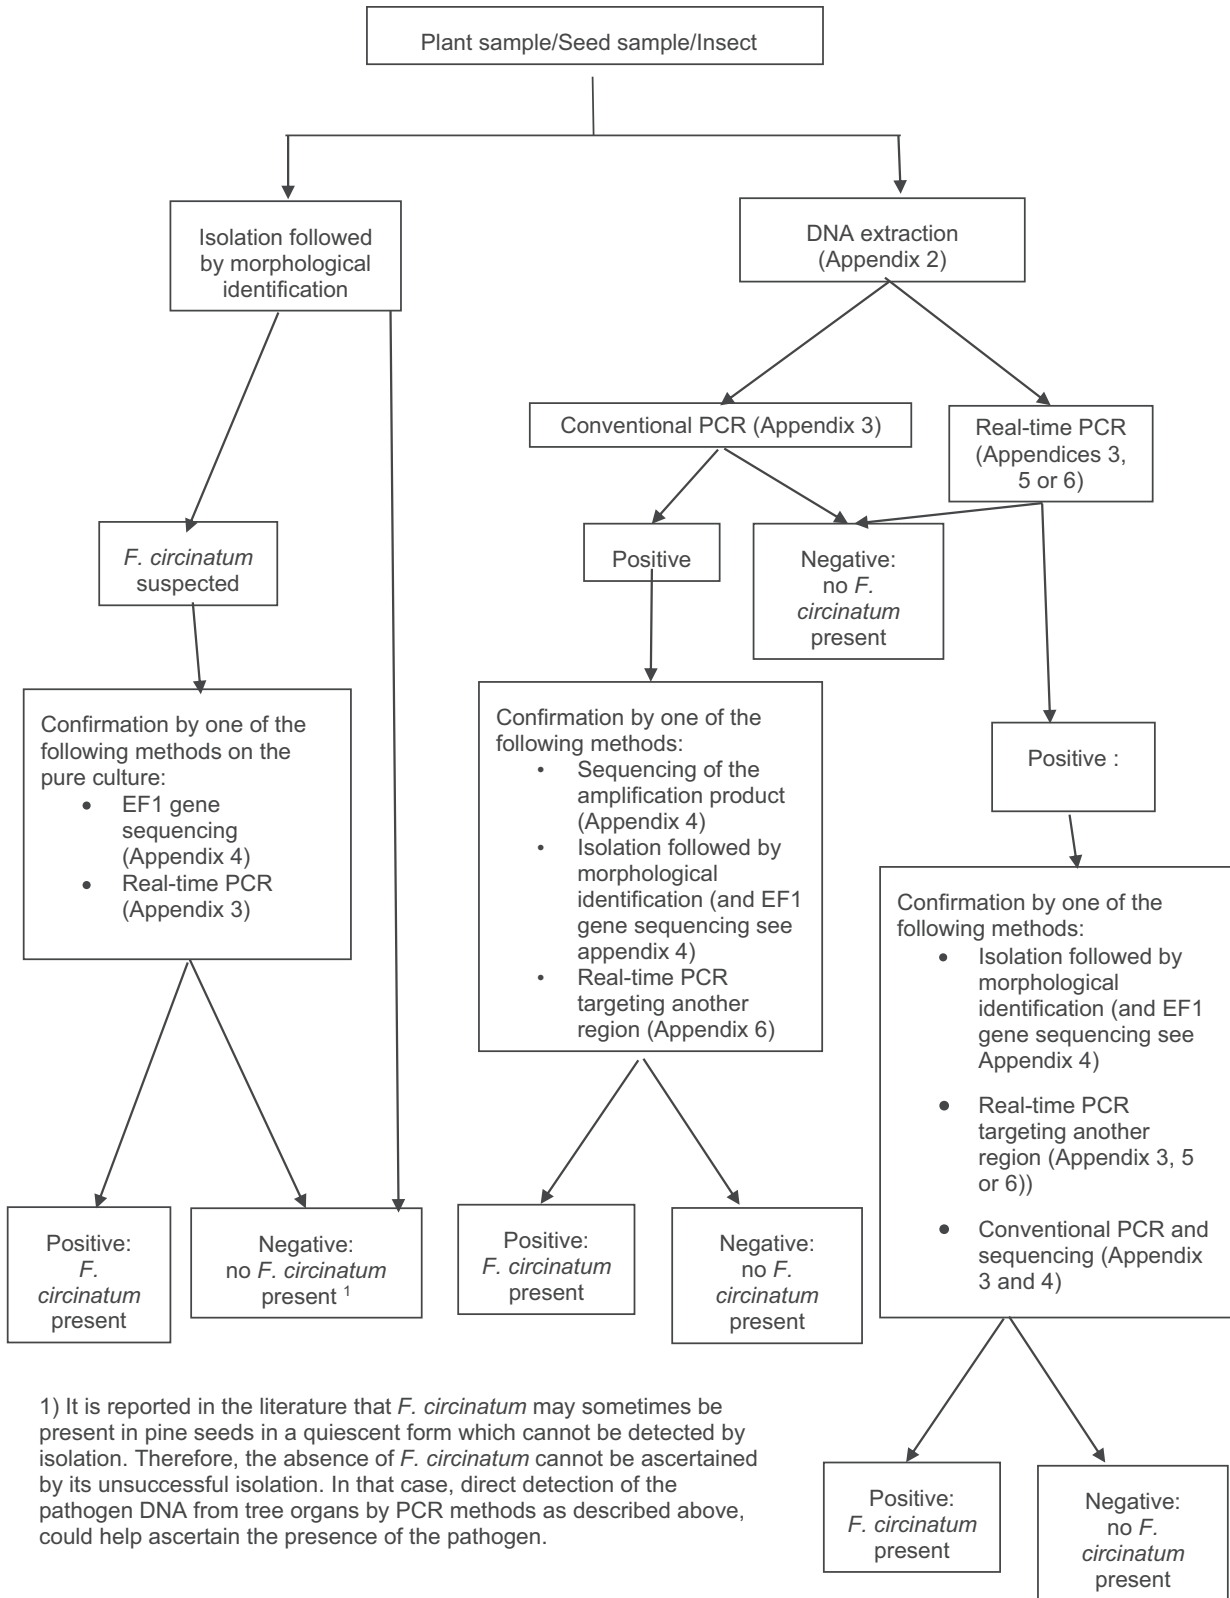 Plant sample/Seed sample/Insect
Isolation followed
by morphological
identification
DNA extraction
(Appendix 2)
Conventional PCR (Appendix 3)
Real-time PCR
(Appendices 3,
5 or 6)
F. circinatum
suspected
Positive
Negative:
no F.
circinatum
present
Confirmation by one of the
following methods on the
pure culture:
• EF1 gene
sequencing
(Appendix 4)
• Real-time PCR
(Appendix 3)
Confirmation by one of the
following methods:
• Sequencing of the
amplification product
(Appendix 4)
• Isolation followed by
morphological
identification (and EF1
gene sequencing see
appendix 4)
• Real-time PCR
targeting another
region (Appendix 6)
Positive :
Confirmation by one of the
following methods:
• Isolation followed by
morphological
identification (and EF1
gene sequencing see
Appendix 4)
• Real-time PCR
targeting another
region (Appendix 3, 5
or 6))
• Conventional PCR and
sequencing (Appendix
3 and 4)
Positive:
F.
circinatum
present
Negative:
no F. circinatum
present 1
Positive:
F. circinatum
present
Negative:
no F.
circinatum
present
1) It is reported in the literature that F. circinatum may sometimes be
present in pine seeds in a quiescent form which cannot be detected by
isolation. Therefore, the absence of F. circinatum cannot be ascertained
by its unsuccessful isolation. In that case, direct detection of the
pathogen DNA from tree organs by PCR methods as described above,
could help ascertain the presence of the pathogen.
Positive:
F. circinatum
present
Negative:
no F.
circinatum
present